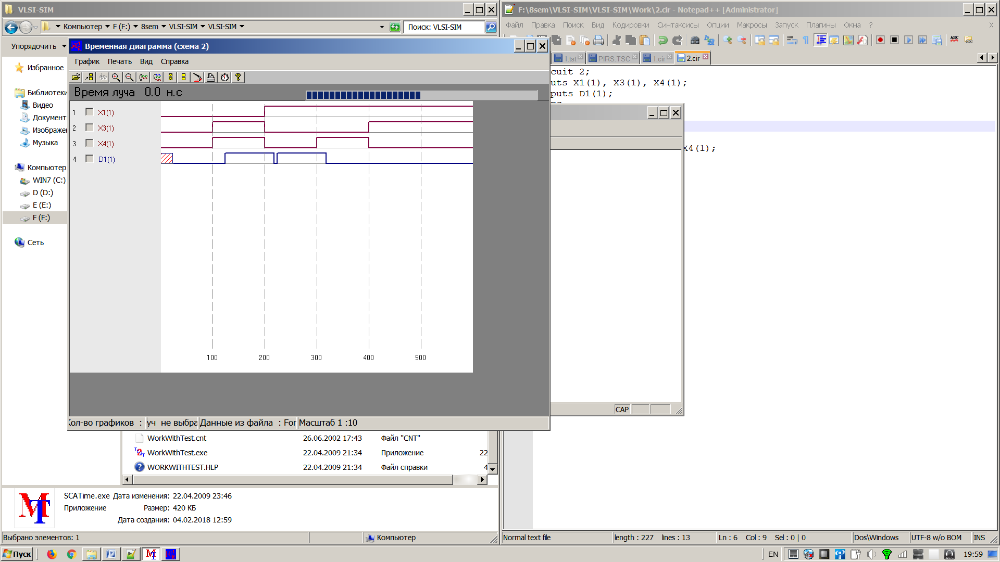 VLSI-SIM
Компьютер F (F:) 8sem VLSI-SIM VLSI-SIM
Поиск: VLSI-SIM
Упорядочить
Избранное
Библиотеки
Видео
Документ
Изображен
Музыка
Компьютер
WIN7 (C:)
D (D:)
E (E:)
F (F:)
Сеть
Временная диаграмма (схема 2)
График Печать Вид Справка
Время луча 0.0 н.с
1 X1(1)
2 X3(1)
3 X4(1)
4 D1(1)
100 200 300 400 500
Кол-во графиков : уч не выбра Данные из файла : For Масштаб 1 :10
WorkWithTest.cnt 26.06.2002 17:43 Файл "CNT"
WorkWithTest.exe 22.04.2009 21:34 Приложение 22
WORKWITHTEST.HLP 22.04.2009 21:34 Файл справки 4
SCATime.exe Дата изменения: 22.04.2009 23:46
Приложение Размер: 420 КБ
Дата создания: 04.02.2018 12:59
Выбрано элементов: 1 Компьютер
F:\8sem\VLSI-SIM\VLSI-SIM\Work\2.cir - Notepad++ [Administrator]
Файл Правка Поиск Вид Кодировки Синтаксисы Опции Макросы Запуск Плагины Окна ? X
1.tst PIRS.TSC 1.cir 2.cir
cuit 2;
uts X1(1), X3(1), X4(1);
puts D1(1);
X4(1);
CAP
Normal text file length : 227 lines : 13 Ln : 6 Col : 9 Sel : 0 | 0 Dos\Windows UTF-8 w/o BOM INS
Пуск EN 19:59